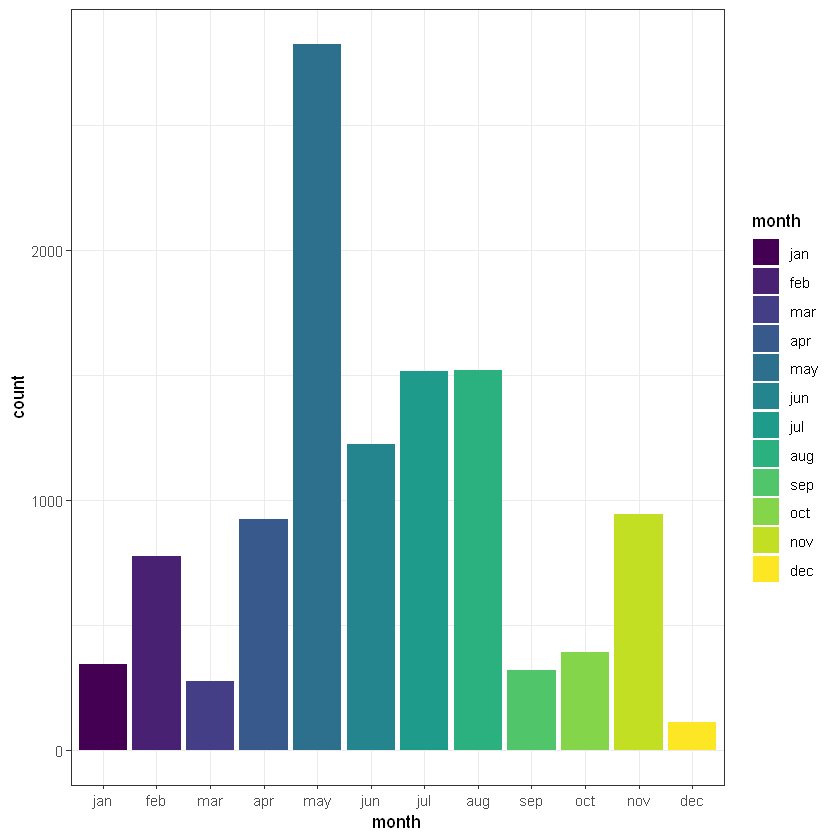 count
2000
1000
0
jan feb mar apr may jun jul aug sep oct nov dec
month
month
jan
feb
mar
apr
may
jun
jul
aug
sep
oct
nov
dec